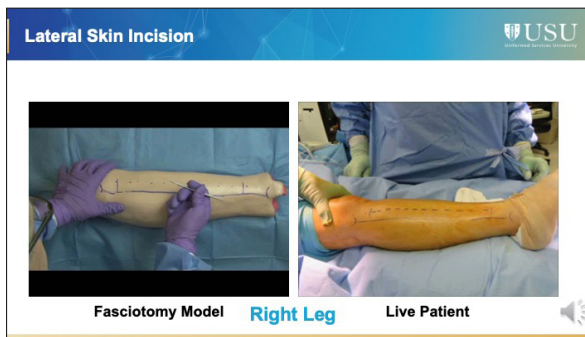 Lateral Skin Incision
USU
Uniformed Services University
Fasciotomy Model
Right Leg
Live Patient